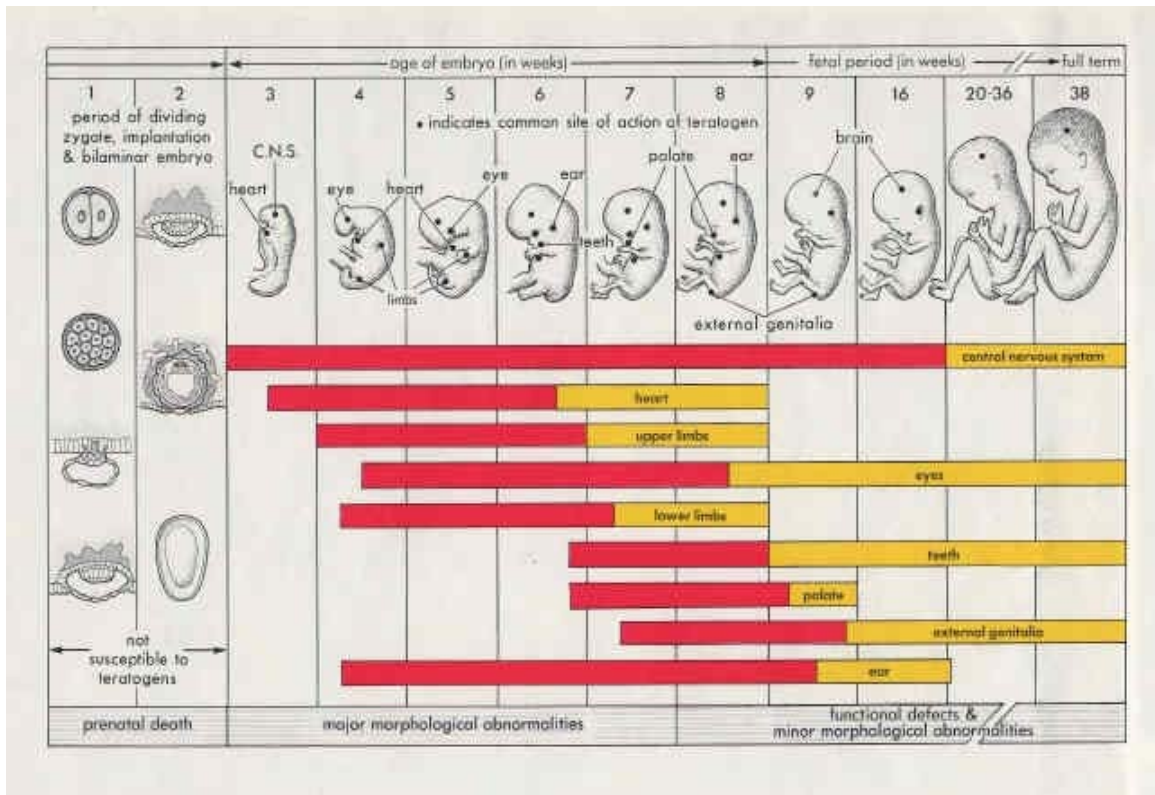 age of embryo (in weeks)
fetal period (in weeks)
full term
1
2
3
4
5
6
7
8
9
16
20-36
38
period of dividing
zygate, implantation
& bilaminar embryo
• indicates common site of action of teratogen
C.N.S.
heart
eye
heart
limbs
eye
ear
teeth
palate
ear
brain
external genitalia
central nervous system
heart
upper limbs
eyes
lower limbs
teeth
palate
external genitalia
ear
not
susceptible to
teratogens
prenatal death
major morphological abnormalities
functional defects &
minor morphological abnormalities